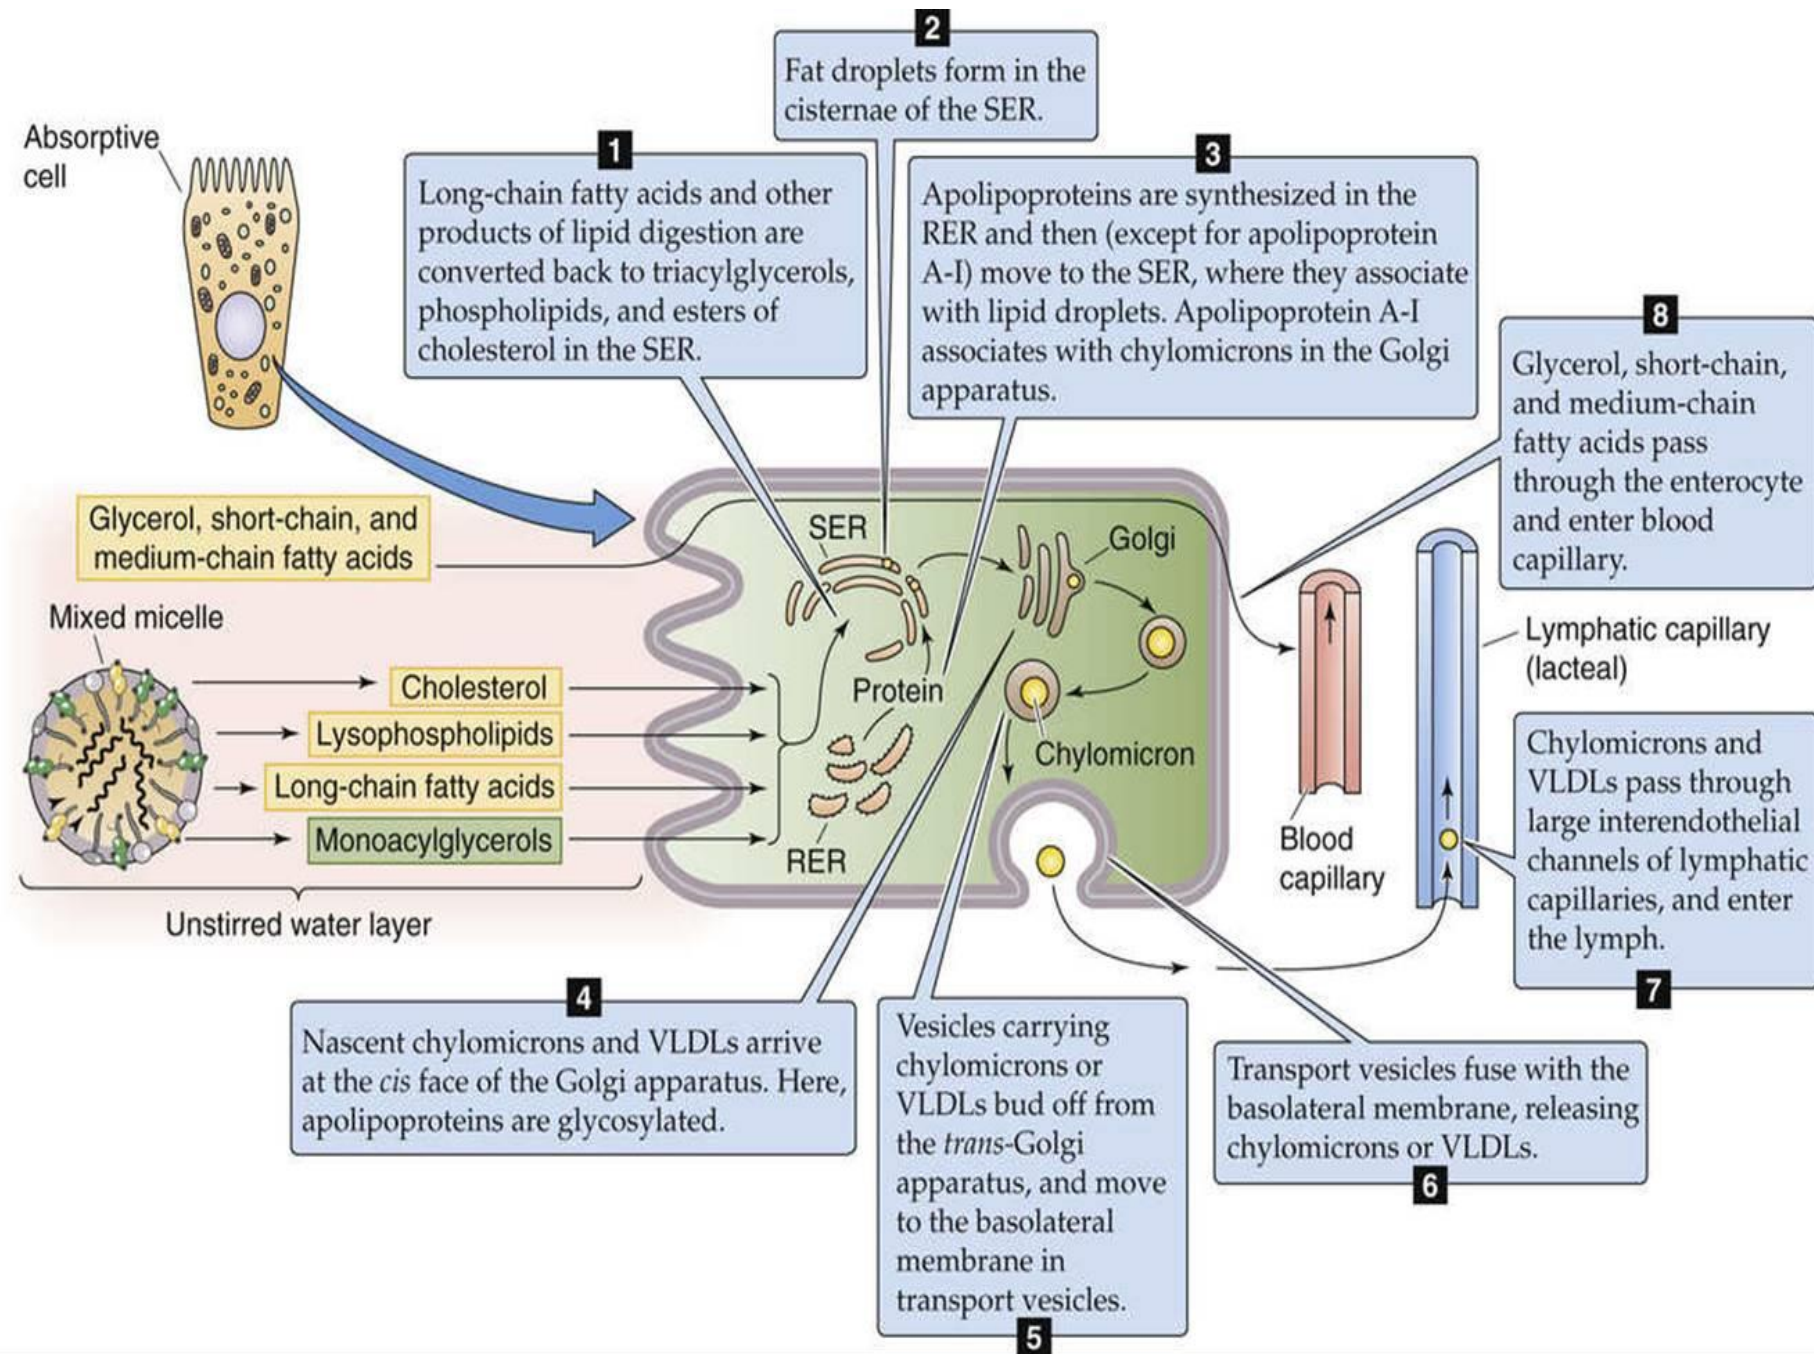 Absorptive
cell
1
Long-chain fatty acids and other
products of lipid digestion are
converted back to triacylglycerols,
phospholipids, and esters of
cholesterol in the SER.
2
Fat droplets form in the
cisternae of the SER.
3
Apolipoproteins are synthesized in the
RER and then (except for apolipoprotein
A-I) move to the SER, where they associate
with lipid droplets. Apolipoprotein A-I
associates with chylomicrons in the Golgi
apparatus.
8
Glycerol, short-chain,
and medium-chain
fatty acids pass
through the enterocyte
and enter blood
capillary.
Glycerol, short-chain, and
medium-chain fatty acids
Mixed micelle
Cholesterol
Lysophospholipids
Long-chain fatty acids
Monoacylglycerols
Unstirred water layer
SER
Golgi
Protein
Chylomicron
RER
Blood
capillary
Lymphatic capillary
(lacteal)
Chylomicrons and
VLDLs pass through
large interendothelial
channels of lymphatic
capillaries, and enter
the lymph.
7
4
Nascent chylomicrons and VLDLs arrive
at the cis face of the Golgi apparatus. Here,
apolipoproteins are glycosylated.
Vesicles carrying
chylomicrons or
VLDLs bud off from
the trans-Golgi
apparatus, and move
to the basolateral
membrane in
transport vesicles.
5
Transport vesicles fuse with the
basolateral membrane, releasing
chylomicrons or VLDLs.
6